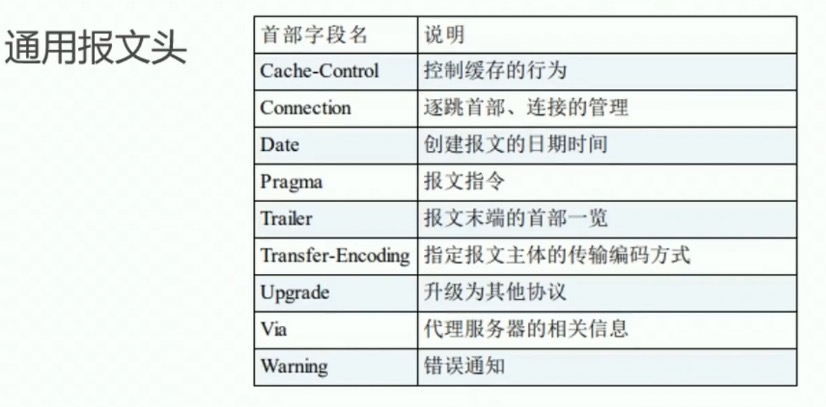 通用报文头
首部字段名 说明
Cache-Control 控制缓存的行为
Connection 逐跳首部、连接的管理
Date 创建报文的日期时间
Pragma 报文指令
Trailer 报文末端的首部一览
Transfer-Encoding 指定报文主体的传输编码方式
Upgrade 升级为其他协议
Via 代理服务器的相关信息
Warning 错误通知